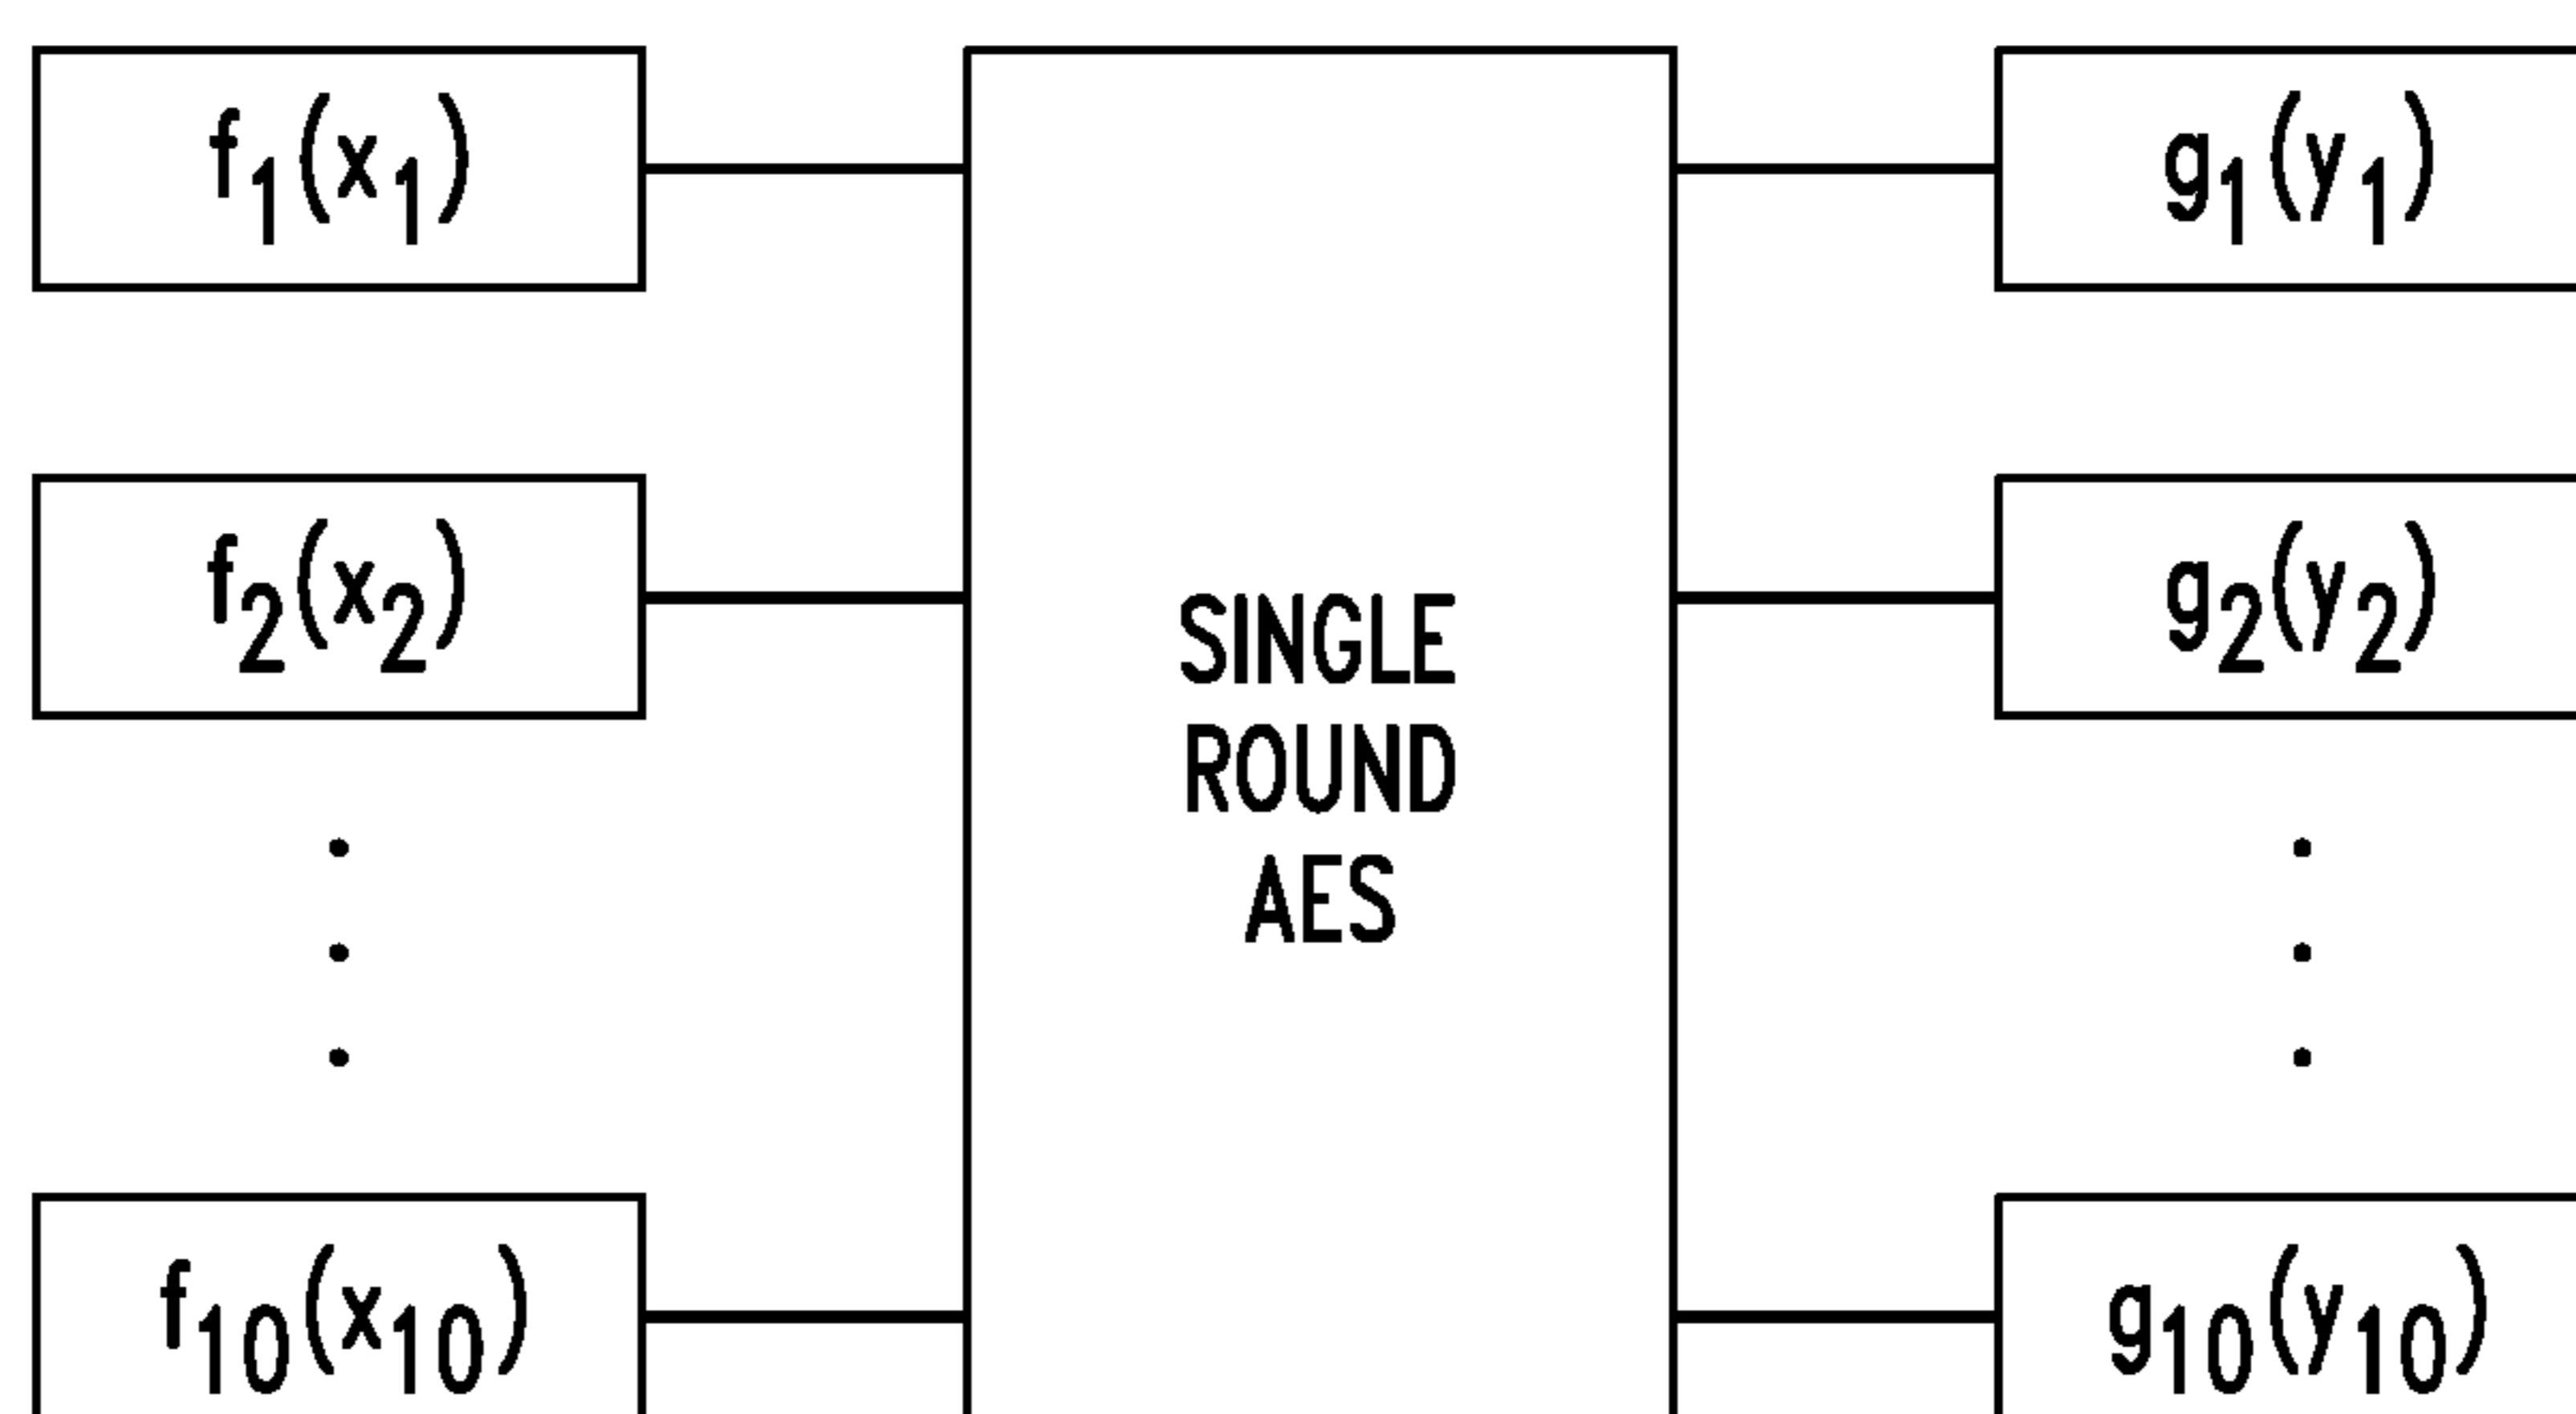 f₁(x₁)
g₁(y₁)
f₂(x₂)
g₂(y₂)
SINGLE
ROUND
AES
f₁₀(x₁₀)
g₁₀(y₁₀)